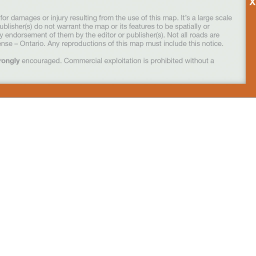 X
for damages or injury resulting from the use of this map. It's a large scale
ublisher(s) do not warrant the map or its features to be spatially or
y endorsement of them by the editor or publisher(s). Not all roads are
ense – Ontario. Any reproductions of this map must include this notice.
rongly encouraged. Commercial exploitation is prohibited without a